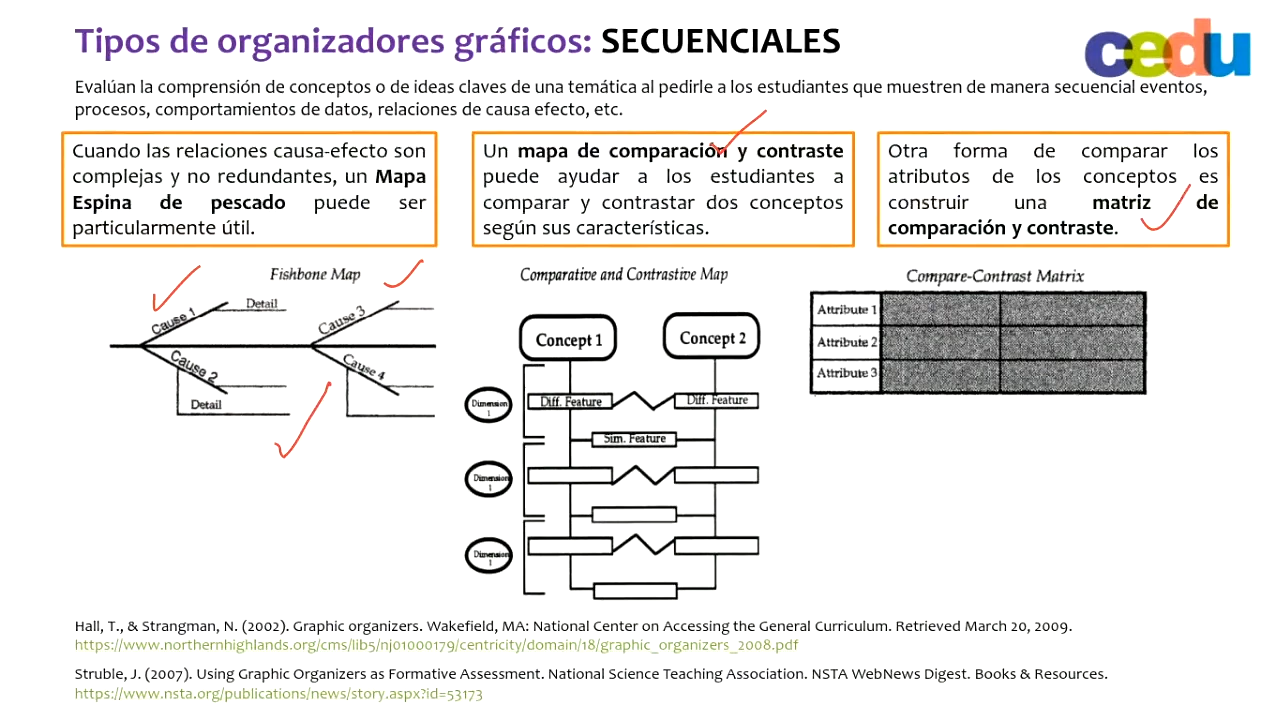 Tipos de organizadores gráficos: SECUENCIALES
cedu
Evalúan la comprensión de conceptos o de ideas claves de una temática al pedirle a los estudiantes que muestren de manera secuencial eventos,
procesos, comportamientos de datos, relaciones de causa efecto, etc.
Cuando las relaciones causa-efecto son
complejas y no redundantes, un Mapa
Espina de pescado puede ser
particularmente útil.
Un mapa de comparación y contraste
puede ayudar a los estudiantes a
comparar y contrastar dos conceptos
según sus características.
Otra forma de comparar los
atributos de los conceptos es
construir una matriz de
comparación y contraste.
Fishbone Map
Cause 1
Detail
Cause 3
Cause 2
Detail
Cause 4
Comparative and Contrastive Map
Concept 1
Concept 2
Dimension
1
Diff. Feature
Diff. Feature
Sim. Feature
Dimension
1
Dimension
1
Compare-Contrast Matrix
Attribute 1
Attribute 2
Attribute 3
Hall, T., & Strangman, N. (2002). Graphic organizers. Wakefield, MA: National Center on Accessing the General Curriculum. Retrieved March 20, 2009.
https://www.northernhighlands.org/cms/lib5/nj01000179/centricity/domain/18/graphic_organizers_2008.pdf
Struble, J. (2007). Using Graphic Organizers as Formative Assessment. National Science Teaching Association. NSTA WebNews Digest. Books & Resources.
https://www.nsta.org/publications/news/story.aspx?id=53173